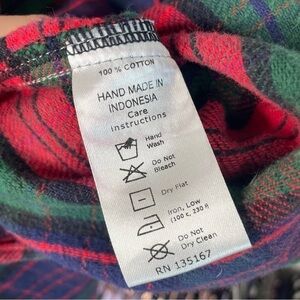 100 % COTTON
HAND MADE IN
INDONESIA
Care
instructions
Hand
Wash
Do Not
Bleach
Dry Flat
Iron, Low
(100 c, 230 f)
Do Not
Dry Clean
RN 135167